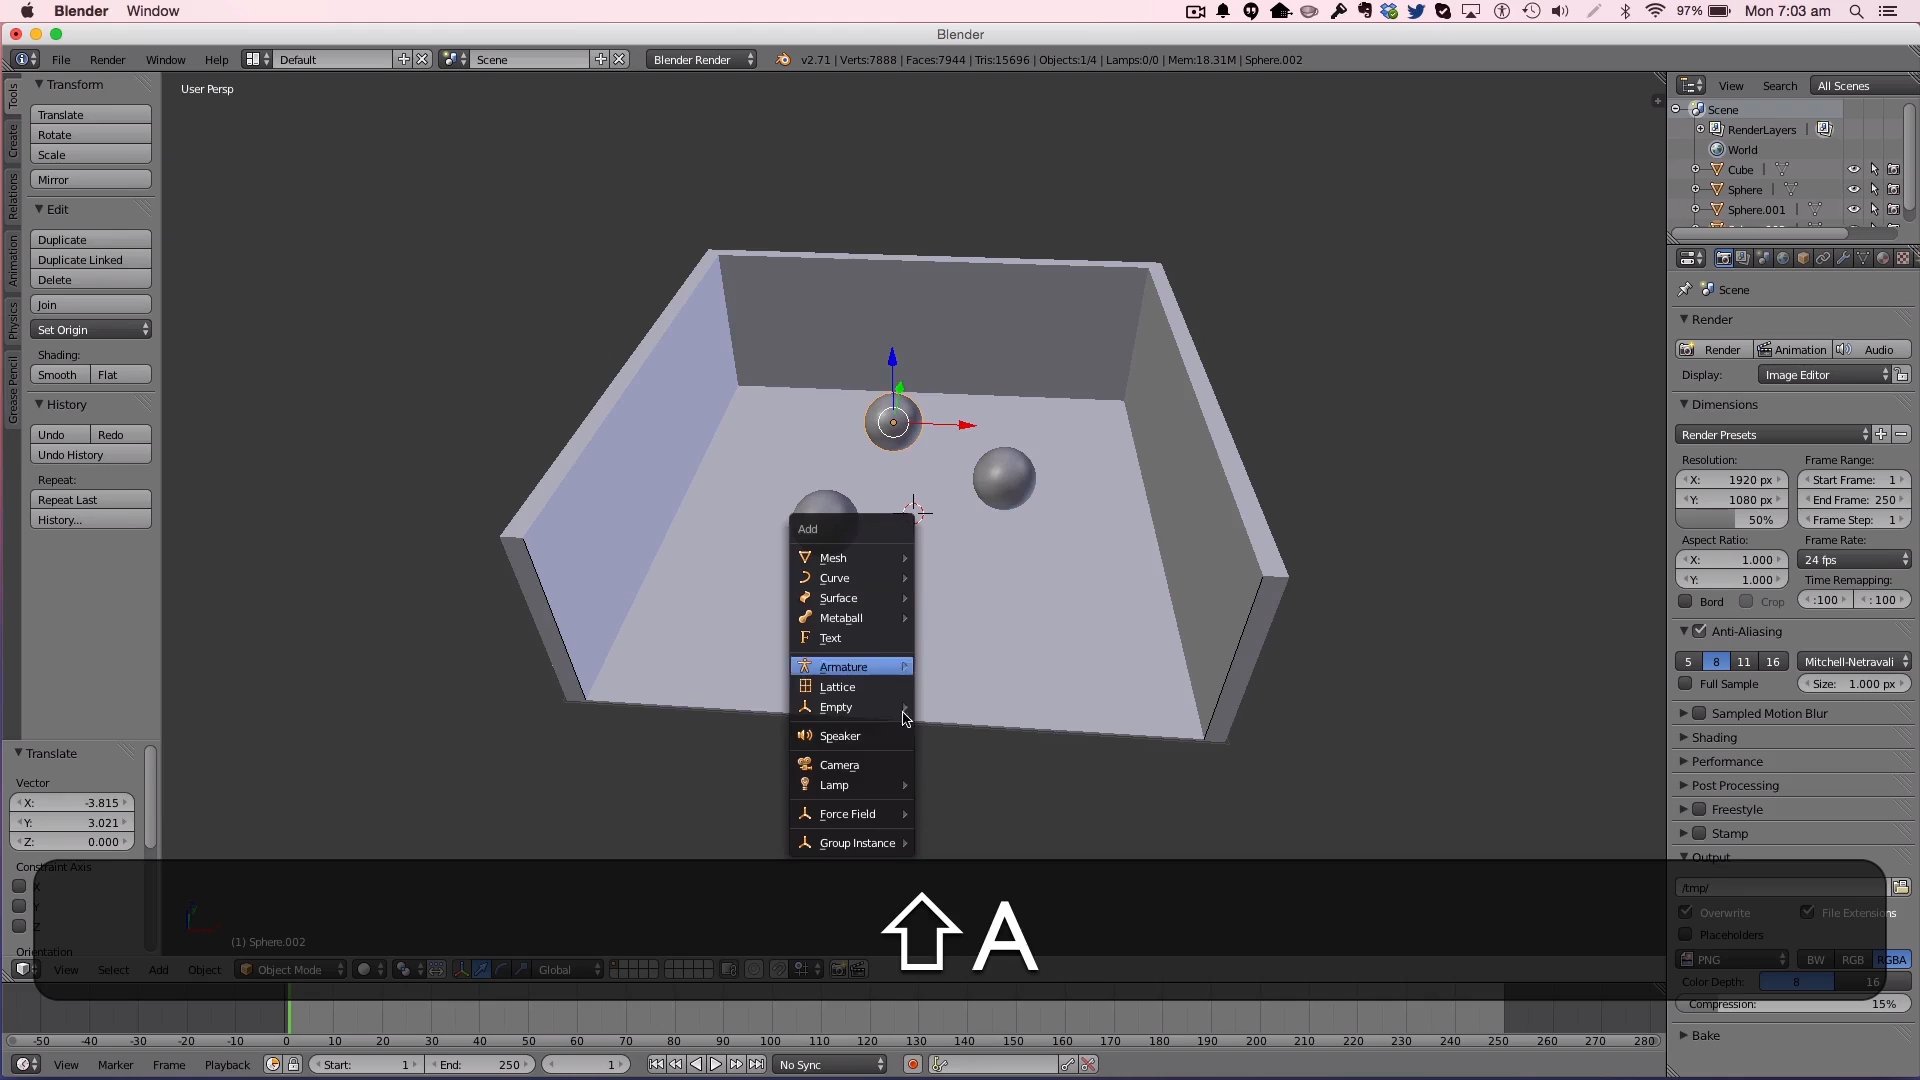 Blender Window 97% Mon 7:03 am
Blender
File Render Window Help Default Scene Blender Render v2.71 | Verts:7888 | Faces:7944 | Tris:15696 | Objects:1/4 | Lamps:0/0 | Mem:18.31M | Sphere.002
Tools
Create
Relations
Animation
Physics
Grease Pencil
Transform
Translate
Rotate
Scale
Mirror
Edit
Duplicate
Duplicate Linked
Delete
Join
Set Origin
Shading:
Smooth Flat
History
Undo Redo
Undo History
Repeat:
Repeat Last
History...
Translate
Vector
X: -3.815
Y: 3.021
Z: 0.000
Constraint Axis
X
Y
Z
Orientation
User Persp
Add
Mesh
Curve
Surface
Metaball
Text
Armature
Lattice
Empty
Speaker
Camera
Lamp
Force Field
Group Instance
A
(1) Sphere.002
View Select Add Object Object Mode Global
-50 -40 -30 -20 -10 0 10 20 30 40 50 60 70 80 90 100 110 120 130 140 150 160 170 180 190 200 210 220 230 240 250 260 270 280
View Marker Frame Playback Start: 1 End: 250 1 No Sync
View Search All Scenes
Scene
RenderLayers |
World
Cube |
Sphere |
Sphere.001 |
Scene
Render
Render Animation Audio
Display: Image Editor
Dimensions
Render Presets
Resolution: Frame Range:
X: 1920 px Start Frame: 1
Y: 1080 px End Frame: 250
50% Frame Step: 1
Aspect Ratio: Frame Rate:
X: 1.000 24 fps
Y: 1.000 Time Remapping:
Bord Crop :100 : 100
Anti-Aliasing
5 8 11 16 Mitchell-Netravali
Full Sample Size: 1.000 px
Sampled Motion Blur
Shading
Performance
Post Processing
Freestyle
Stamp
Output
/tmp/
Overwrite File Extensions
Placeholders
PNG BW RGB RGBA
Color Depth: 8 16
Compression: 15%
Bake